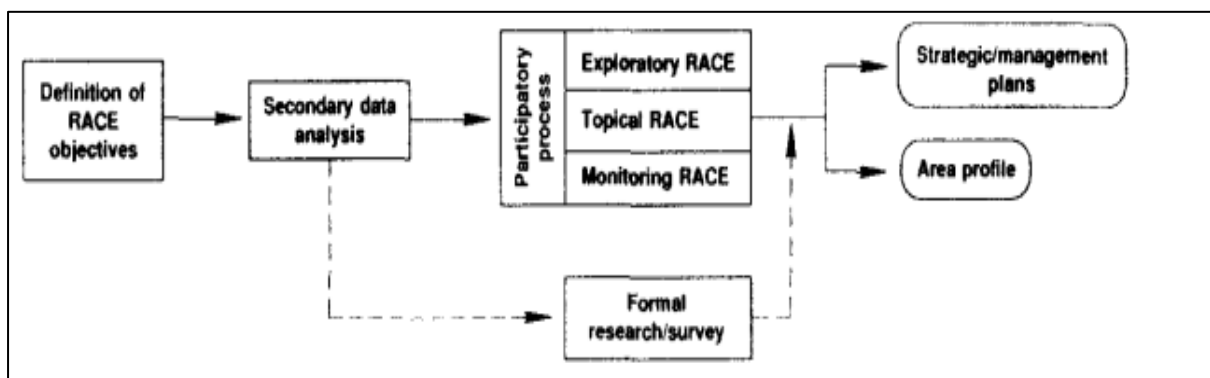 Definition of
RACE
objectives
Secondary data
analysis
Participatory
process
Exploratory RACE
Topical RACE
Monitoring RACE
Formal
research/survey
Strategic/management
plans
Area profile